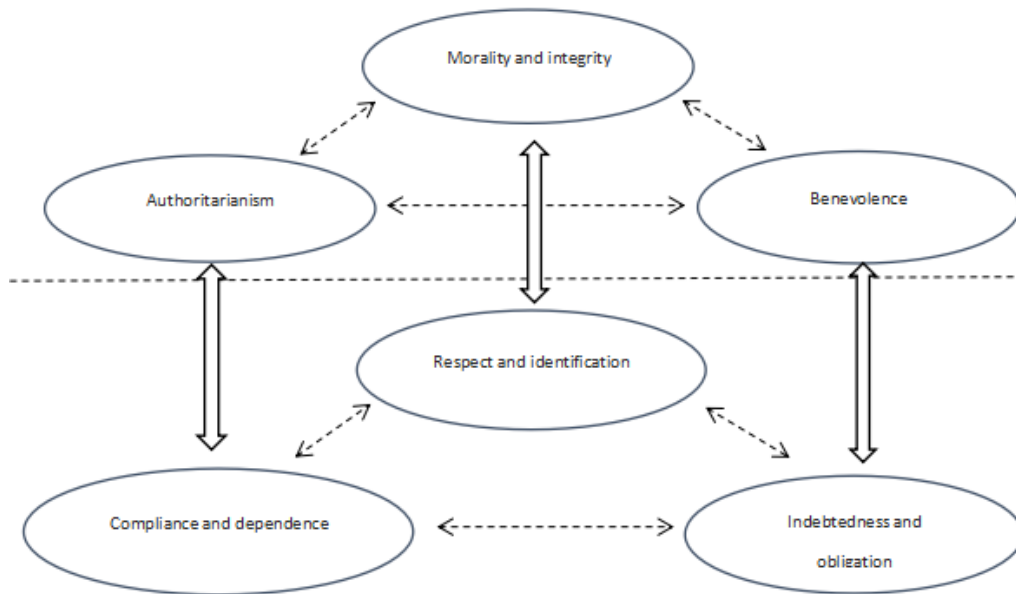 Morality and integrity
Authoritarianism
Benevolence
Respect and identification
Compliance and dependence
Indebtedness and
obligation